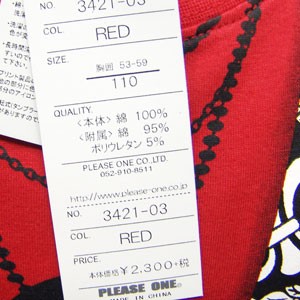 NO. 3421-03
COL. RED
SIZE.
胸囲 53-59
110
QUALITY.
<本体> 綿 100%
<附属> 綿 95%
ポリウレタン 5%
PLEASE ONE CO.,LTD.
052-910-8511
http://www.please-one.co.jp
NO. 3421-03
COL. RED
PRICE.
本体価格 ¥2,300+税
PLEASE ONE.
IN CHINA